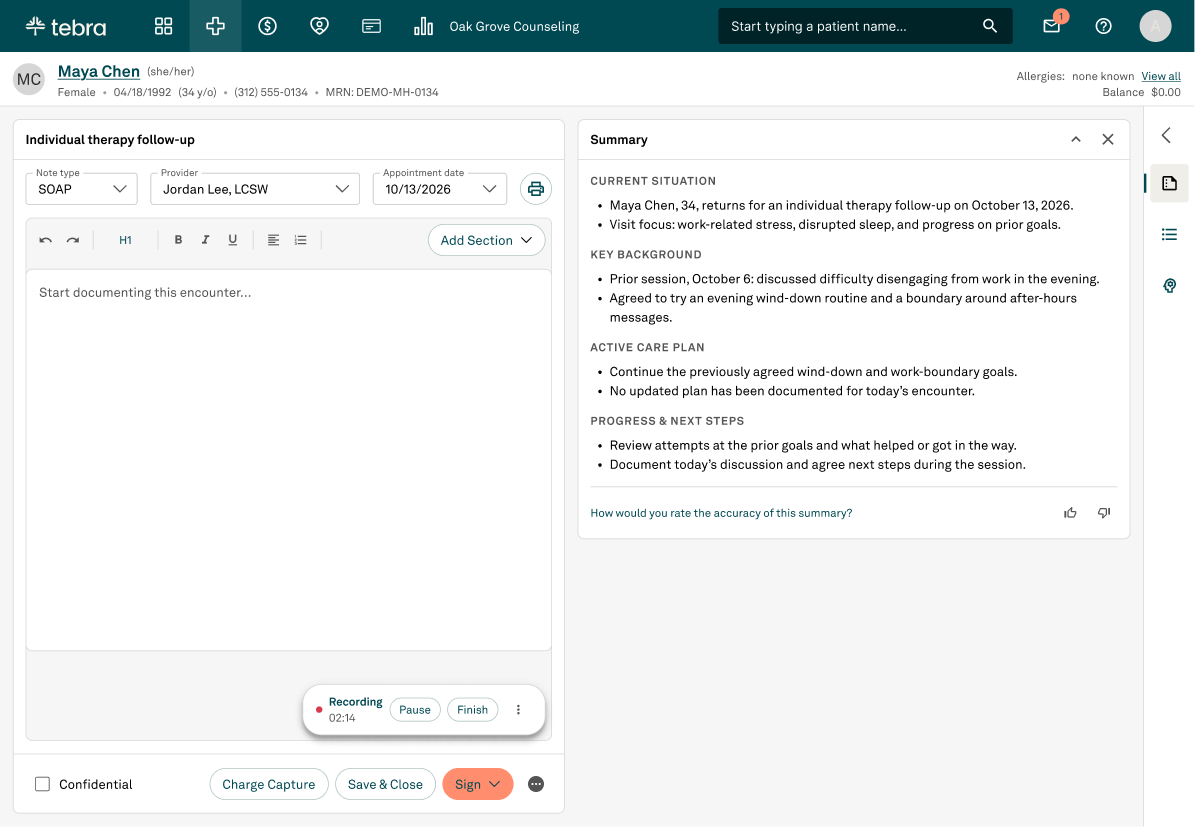 tebra
Oak Grove Counseling
Start typing a patient name...
1
A
MC
Maya Chen (she/her)
Female • 04/18/1992 (34 y/o) • (312) 555-0134 • MRN: DEMO-MH-0134
Allergies: none known View all
Balance $0.00
Individual therapy follow-up
Note type
SOAP
Provider
Jordan Lee, LCSW
Appointment date
10/13/2026
H1
B I U
Add Section
Start documenting this encounter...
Recording
02:14
Pause
Finish
Confidential
Charge Capture
Save & Close
Sign
Summary
CURRENT SITUATION
• Maya Chen, 34, returns for an individual therapy follow-up on October 13, 2026.
• Visit focus: work-related stress, disrupted sleep, and progress on prior goals.
KEY BACKGROUND
• Prior session, October 6: discussed difficulty disengaging from work in the evening.
• Agreed to try an evening wind-down routine and a boundary around after-hours
messages.
ACTIVE CARE PLAN
• Continue the previously agreed wind-down and work-boundary goals.
• No updated plan has been documented for today's encounter.
PROGRESS & NEXT STEPS
• Review attempts at the prior goals and what helped or got in the way.
• Document today's discussion and agree next steps during the session.
How would you rate the accuracy of this summary?